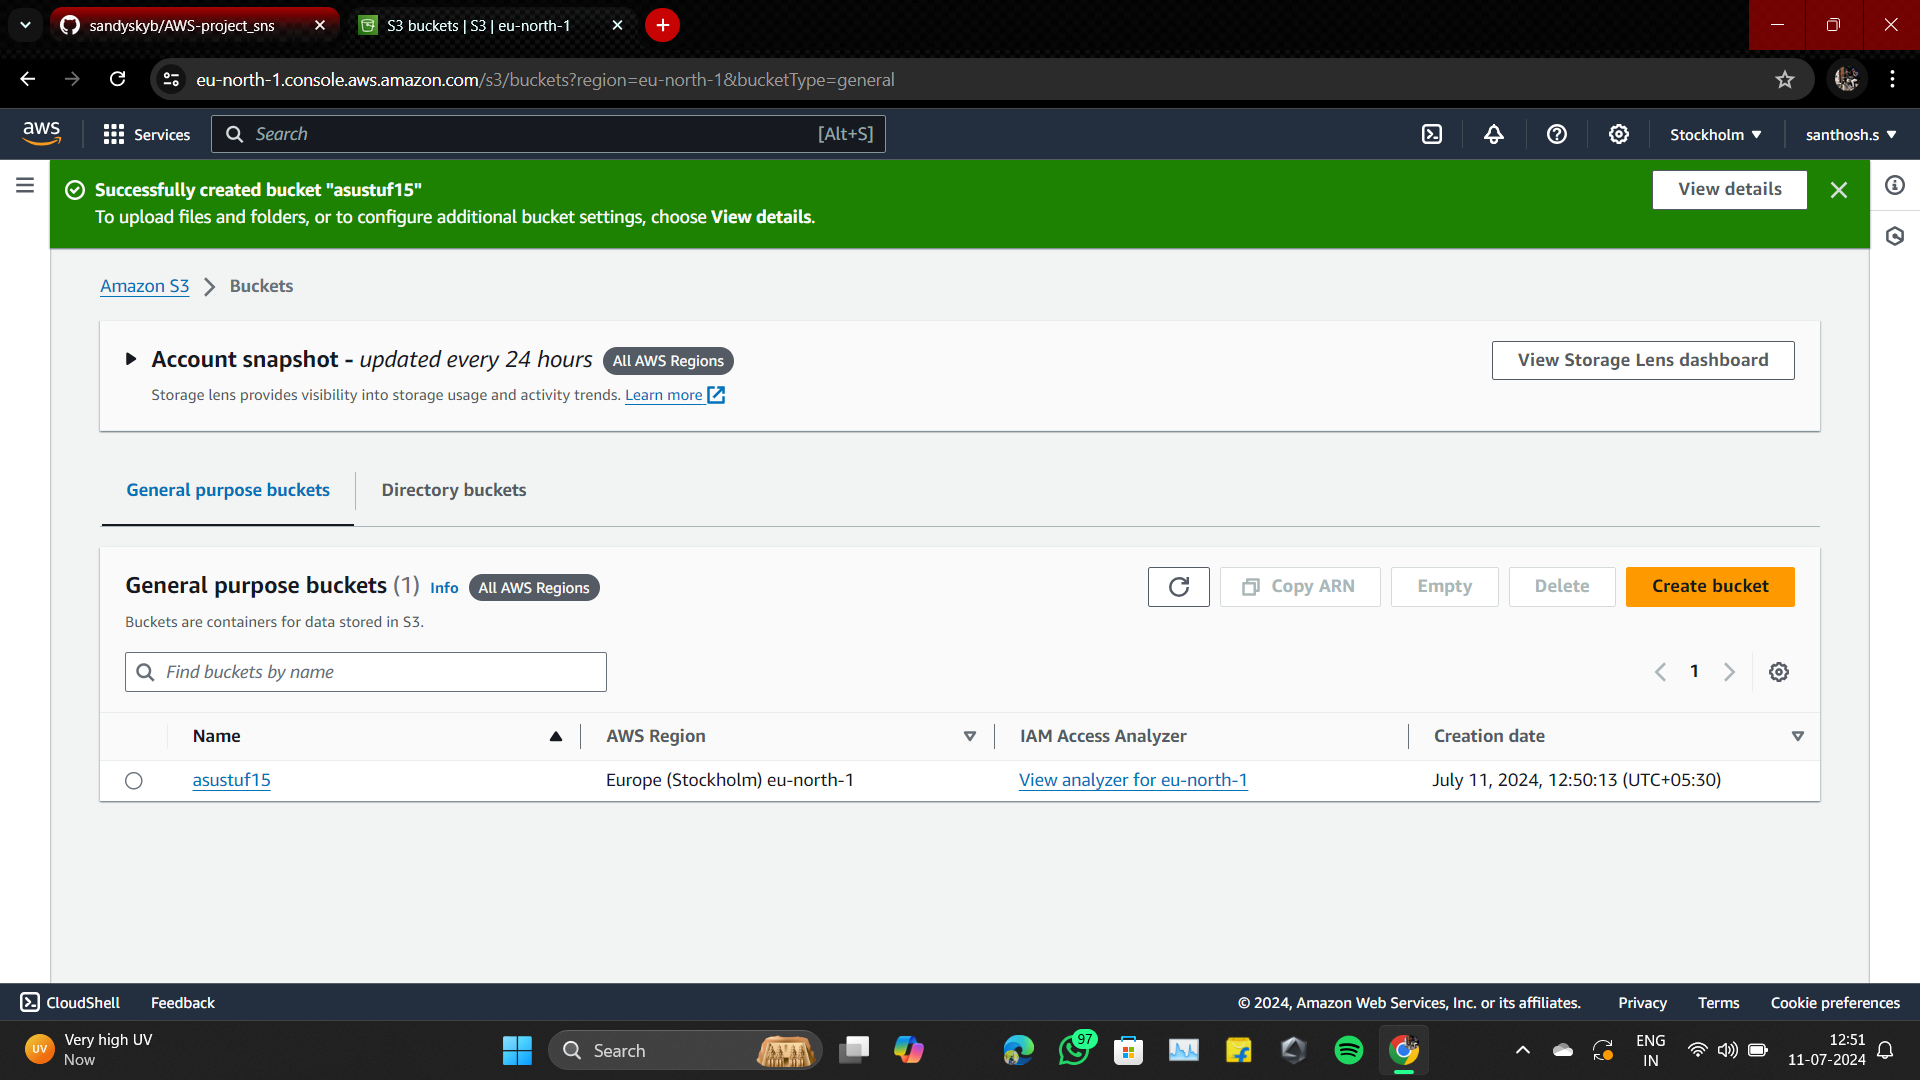 sandyskyb/AWS-project_sns
S3 buckets | S3 | eu-north-1
eu-north-1.console.aws.amazon.com/s3/buckets?region=eu-north-1&bucketType=general
aws
Services
Search
[Alt+S]
Stockholm
santhosh.s
Successfully created bucket "asustuf15"
To upload files and folders, or to configure additional bucket settings, choose View details.
View details
Amazon S3
Buckets
Account snapshot - updated every 24 hours
All AWS Regions
View Storage Lens dashboard
Storage lens provides visibility into storage usage and activity trends. Learn more
General purpose buckets
Directory buckets
General purpose buckets (1)
Info
All AWS Regions
Copy ARN
Empty
Delete
Create bucket
Buckets are containers for data stored in S3.
Find buckets by name
1
Name
AWS Region
IAM Access Analyzer
Creation date
asustuf15
Europe (Stockholm) eu-north-1
View analyzer for eu-north-1
July 11, 2024, 12:50:13 (UTC+05:30)
CloudShell
Feedback
© 2024, Amazon Web Services, Inc. or its affiliates.
Privacy
Terms
Cookie preferences
UV
Very high UV
Now
Search
97
ENG
IN
12:51
11-07-2024